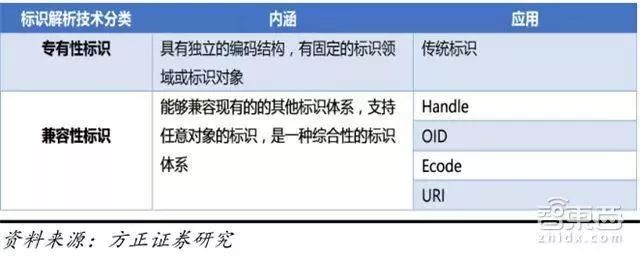 标识解析技术分类 内涵 应用
专有性标识 具有独立的编码结构，有固定的标识领域或标识对象 传统标识
兼容性标识 能够兼容现有的的其他标识体系，支持任意对象的标识，是一种综合性的标识体系 Handle
OID
Ecode
URI
资料来源：方正证券研究
智东西
zhidx.com